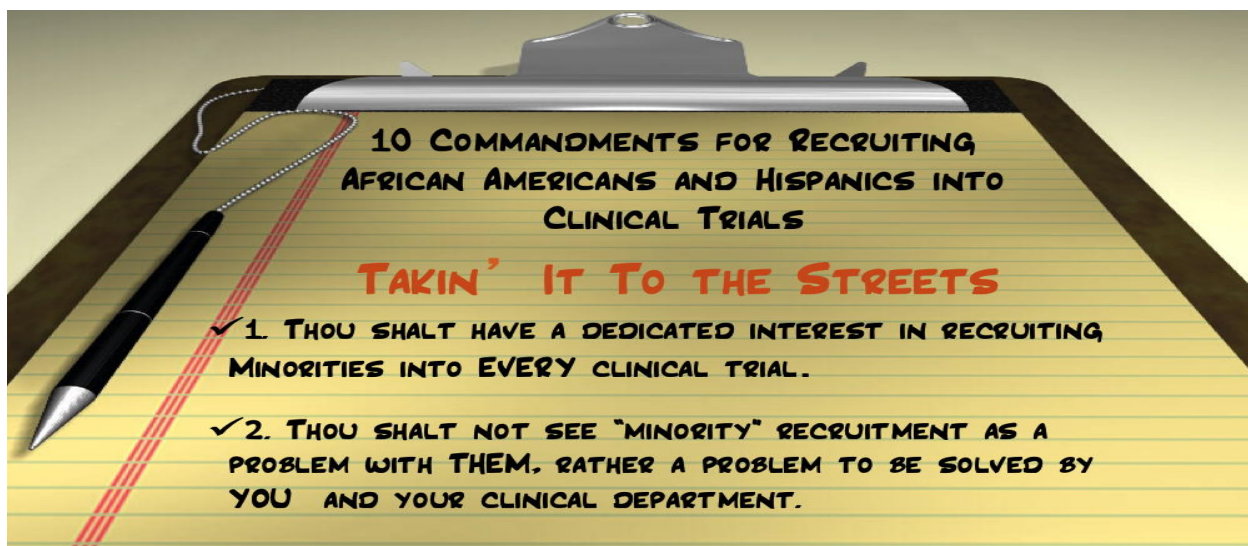 10 Commandments for Recruiting
African Americans and Hispanics into
Clinical Trials
Takin' It To the Streets
✓1. Thou shalt have a dedicated interest in recruiting
Minorities into EVERY clinical trial.
✓2. Thou shalt not see "minority" recruitment as a
problem with THEM, rather a problem to be solved by
YOU and your clinical department.